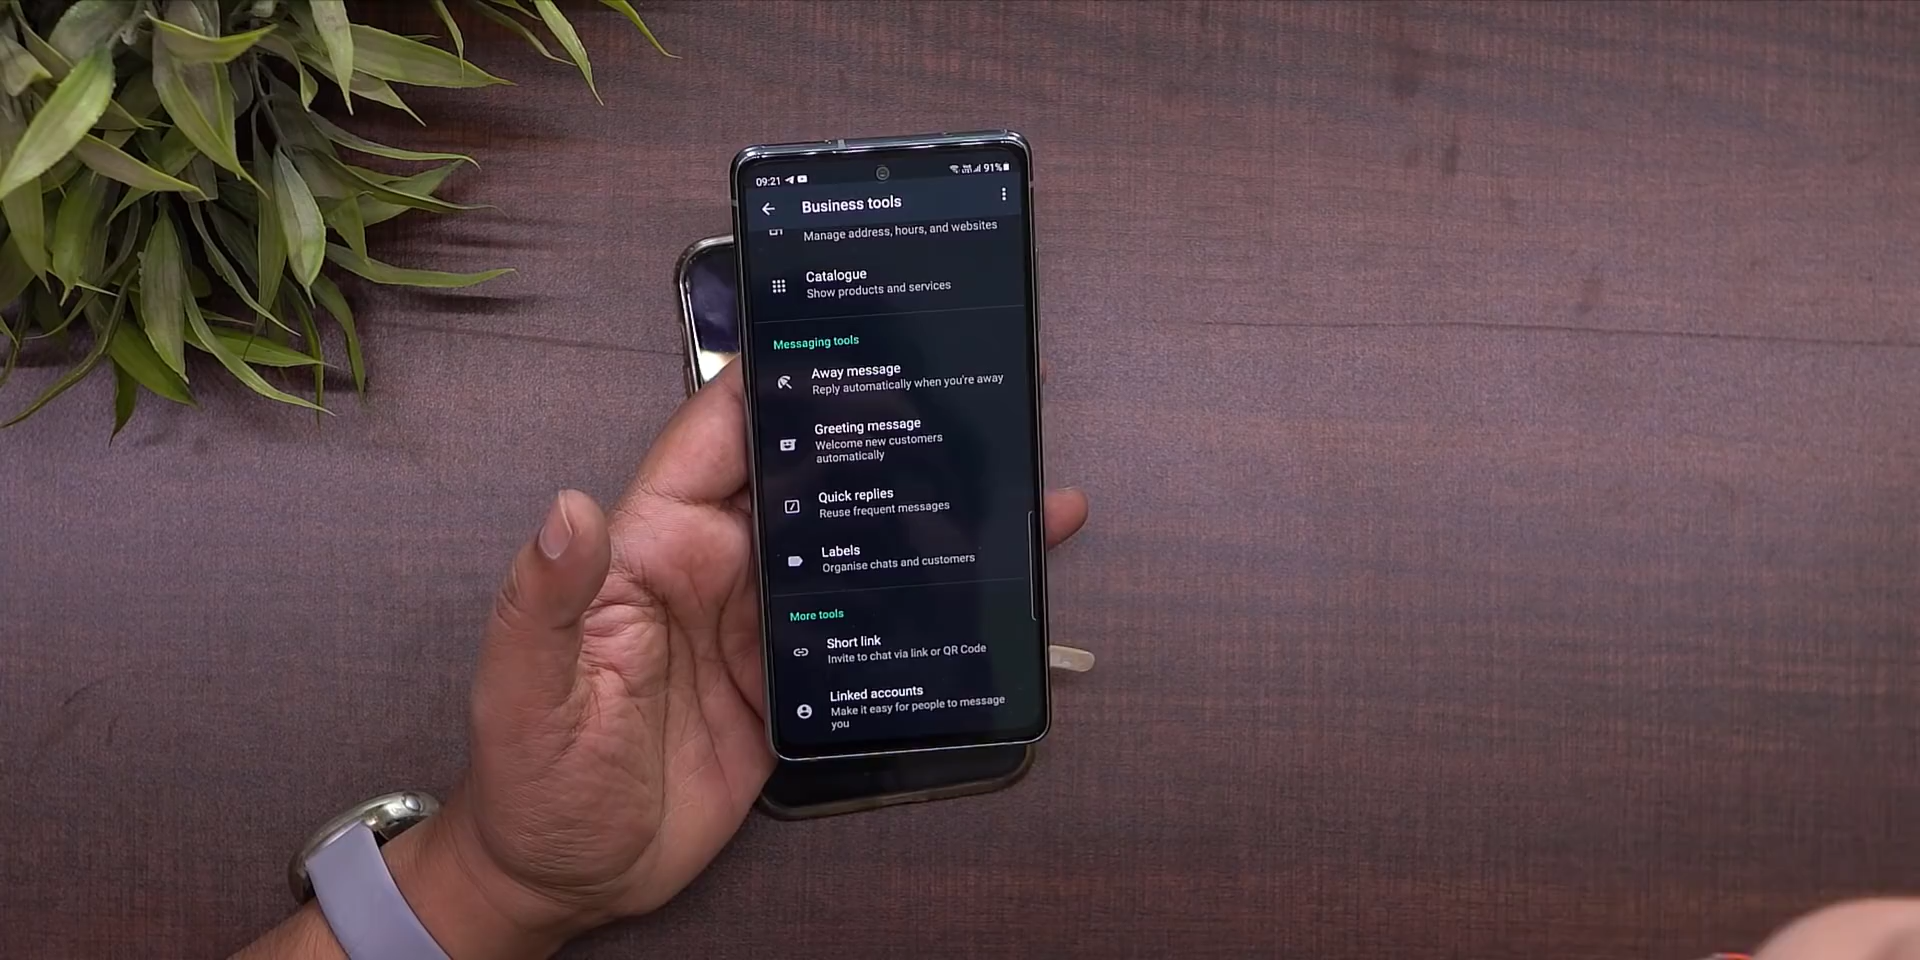 09:21
91%
Business tools
Manage address, hours, and websites
Catalogue
Show products and services
Messaging tools
Away message
Reply automatically when you're away
Greeting message
Welcome new customers
automatically
Quick replies
Reuse frequent messages
Labels
Organise chats and customers
More tools
Short link
Invite to chat via link or QR Code
Linked accounts
Make it easy for people to message
you